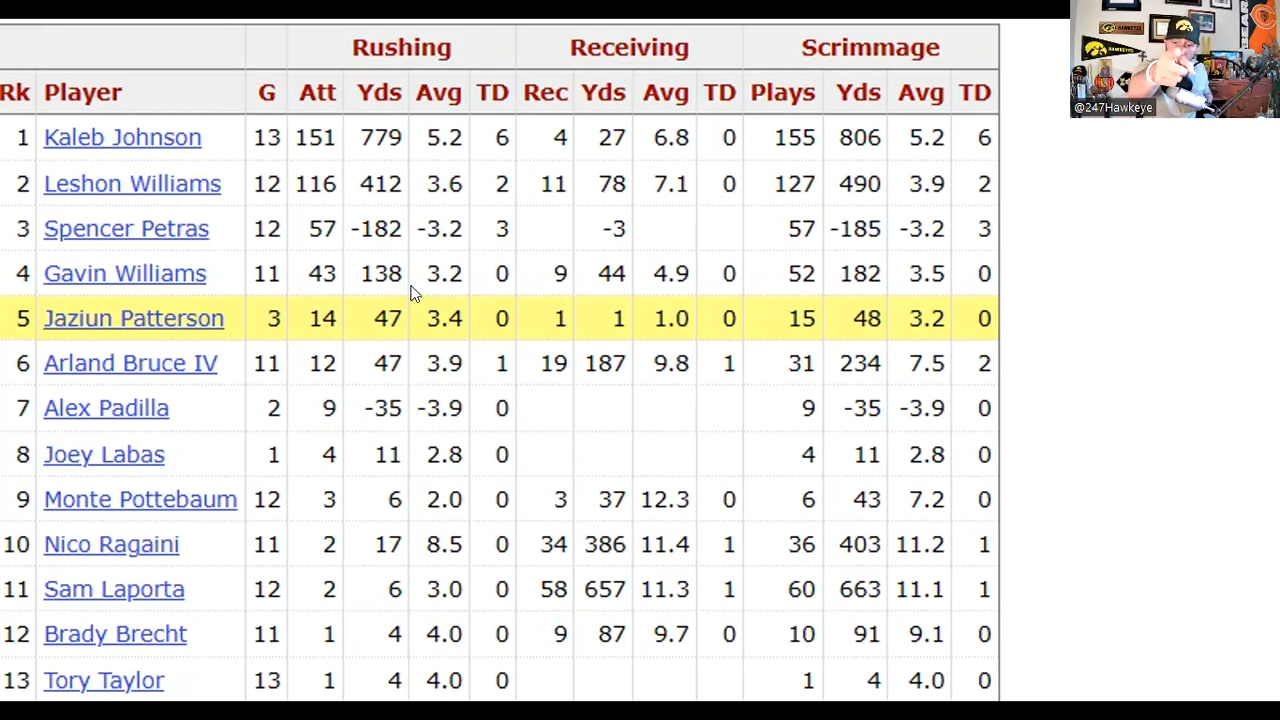 Rushing Receiving Scrimmage
Rk Player G Att Yds Avg TD Rec Yds Avg TD Plays Yds Avg TD
1 Kaleb Johnson 13 151 779 5.2 6 4 27 6.8 0 155 806 5.2 6
2 Leshon Williams 12 116 412 3.6 2 11 78 7.1 0 127 490 3.9 2
3 Spencer Petras 12 57 -182 -3.2 3 -3 57 -185 -3.2 3
4 Gavin Williams 11 43 138 3.2 0 9 44 4.9 0 52 182 3.5 0
5 Jaziun Patterson 3 14 47 3.4 0 1 1 1.0 0 15 48 3.2 0
6 Arland Bruce IV 11 12 47 3.9 1 19 187 9.8 1 31 234 7.5 2
7 Alex Padilla 2 9 -35 -3.9 0 9 -35 -3.9 0
8 Joey Labas 1 4 11 2.8 0 4 11 2.8 0
9 Monte Pottebaum 12 3 6 2.0 0 3 37 12.3 0 6 43 7.2 0
10 Nico Ragaini 11 2 17 8.5 0 34 386 11.4 1 36 403 11.2 1
11 Sam Laporta 12 2 6 3.0 0 58 657 11.3 1 60 663 11.1 1
12 Brady Brecht 11 1 4 4.0 0 9 87 9.7 0 10 91 9.1 0
13 Tory Taylor 13 1 4 4.0 0 1 4 4.0 0
HAWKEYES
HAWKEYES
@247Hawkeye